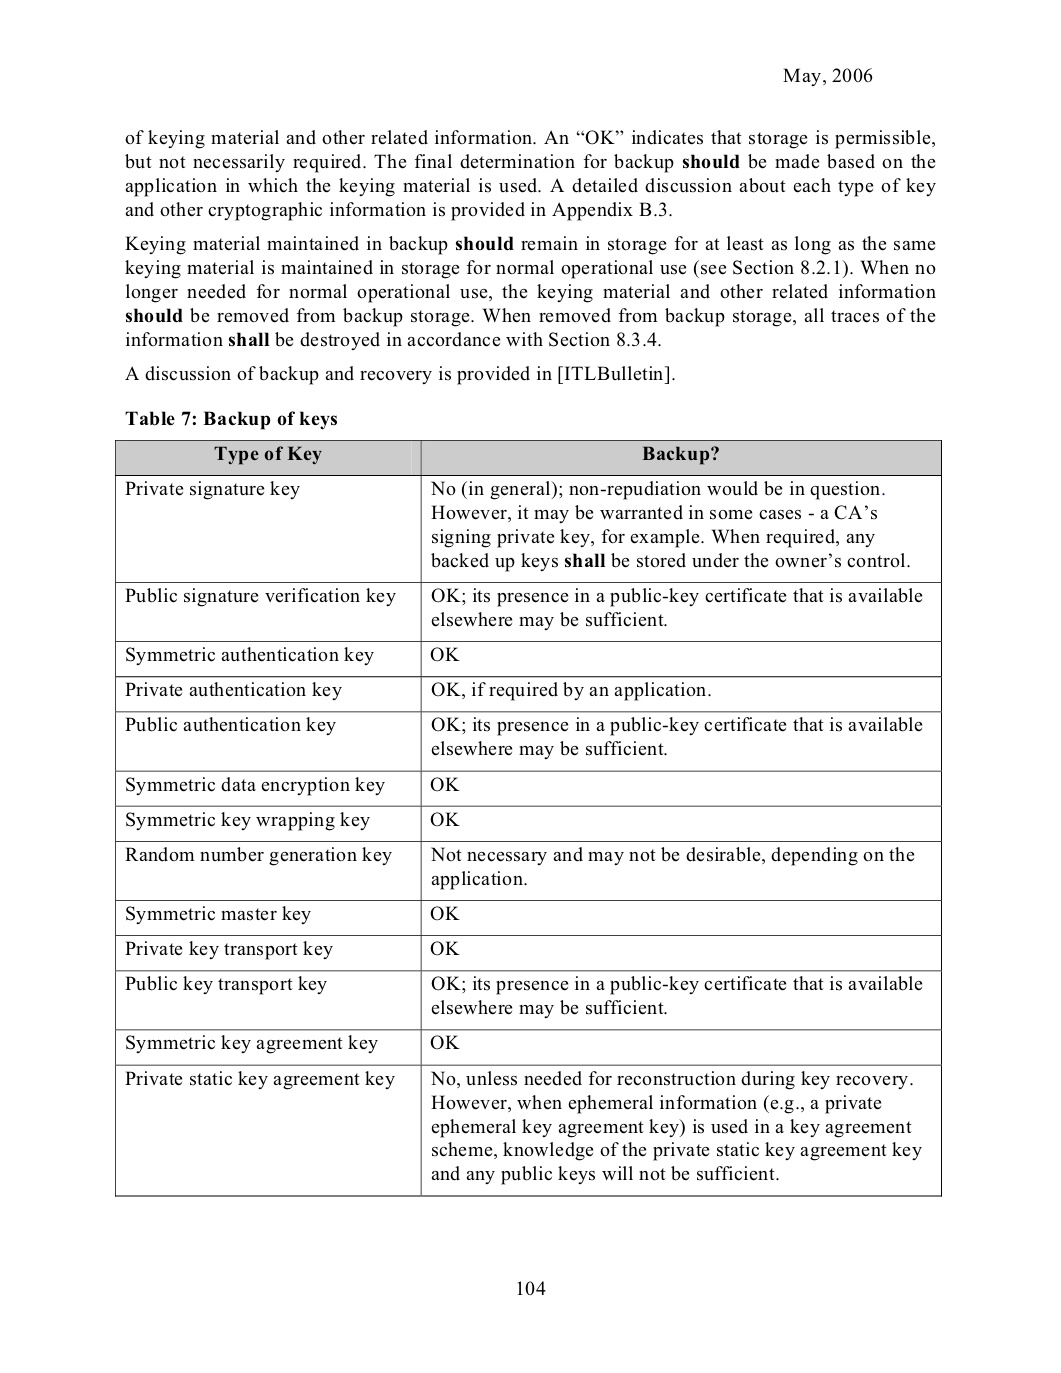 May, 2006
of keying material and other related information. An “OK” indicates that storage is permissible,
but not necessarily required. The final determination for backup should be made based on the
application in which the keying material is used. A detailed discussion about each type of key
and other cryptographic information is provided in Appendix B.3.
Keying material maintained in backup should remain in storage for at least as long as the same
keying material is maintained in storage for normal operational use (see Section 8.2.1). When no
longer needed for normal operational use, the keying material and other related information
should be removed from backup storage. When removed from backup storage, all traces of the
information shall be destroyed in accordance with Section 8.3.4.
A discussion of backup and recovery is provided in [ITLBulletin].
Table 7: Backup of keys
Type of Key Backup?
Private signature key No (in general); non-repudiation would be in question.
However, it may be warranted in some cases - a CA’s
signing private key, for example. When required, any
backed up keys shall be stored under the owner’s control.
Public signature verification key OK; its presence in a public-key certificate that is available
elsewhere may be sufficient.
Symmetric authentication key OK
Private authentication key OK, if required by an application.
Public authentication key OK; its presence in a public-key certificate that is available
elsewhere may be sufficient.
Symmetric data encryption key OK
Symmetric key wrapping key OK
Random number generation key Not necessary and may not be desirable, depending on the
application.
Symmetric master key OK
Private key transport key OK
Public key transport key OK; its presence in a public-key certificate that is available
elsewhere may be sufficient.
Symmetric key agreement key OK
Private static key agreement key No, unless needed for reconstruction during key recovery.
However, when ephemeral information (e.g., a private
ephemeral key agreement key) is used in a key agreement
scheme, knowledge of the private static key agreement key
and any public keys will not be sufficient.
104